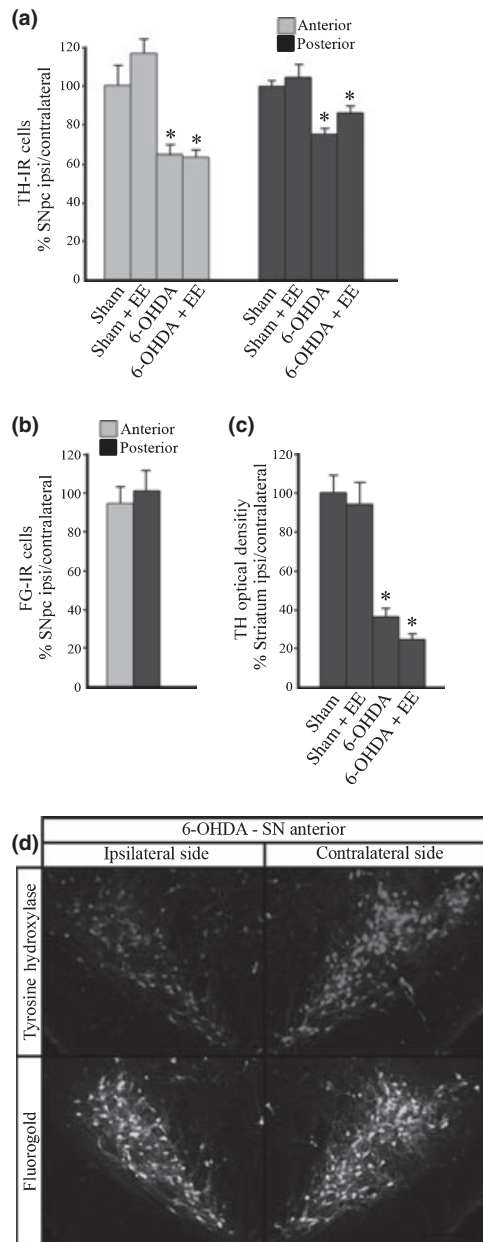 (a)
Anterior
Posterior
TH-IR cells
% SNpc ipsi/contralateral
120
100
80
60
40
20
0
* *
* *
Sham
Sham + EE
6-OHDA
6-OHDA + EE
Sham
Sham + EE
6-OHDA
6-OHDA + EE
(b)
Anterior
Posterior
FG-IR cells
% SNpc ipsi/contralateral
120
100
80
60
40
20
0
(c)
TH optical densitiy
% Striatum ipsi/contralateral
120
100
80
60
40
20
0
*
*
Sham
Sham + EE
6-OHDA
6-OHDA + EE
(d)
6-OHDA - SN anterior
Ipsilateral side
Contralateral side
Tyrosine hydroxylase
Fluorogold